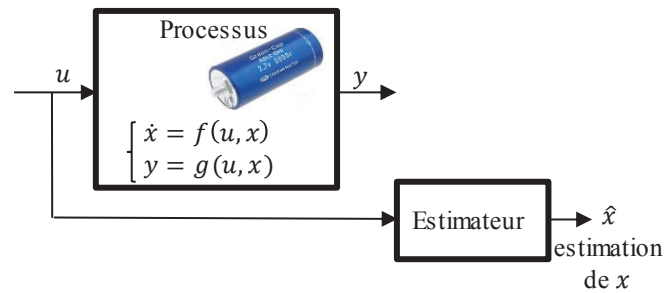 Processus
u
y
ẋ = f(u, x)
y = g(u, x)
Estimateur
x̂
estimation
de x